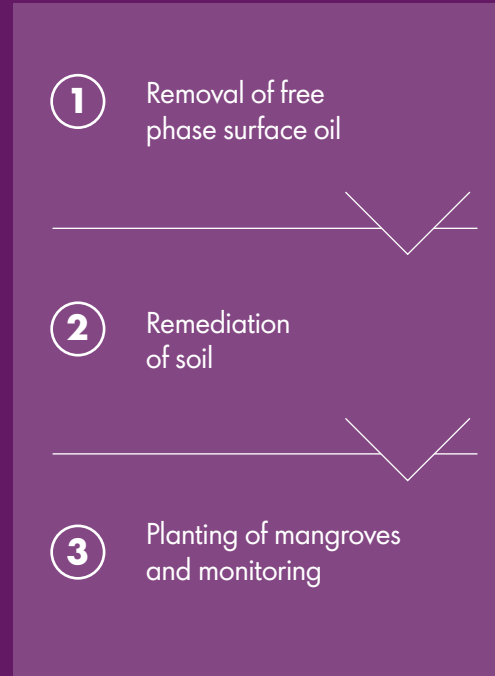 1
Removal of free
phase surface oil
2
Remediation
of soil
3
Planting of mangroves
and monitoring